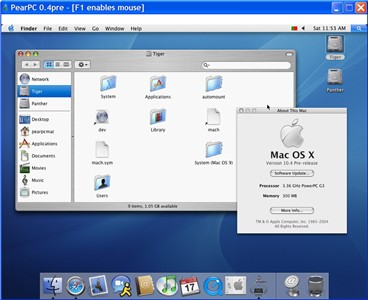 PearPC 0.4pre - [F1 enables mouse]
Finder File Edit View Go Window Help
Sat 11:53 AM
Tiger
Network
Tiger
Panther
Desktop
pearpcmat
Applications
Documents
Movies
Music
Pictures
System
Applications
automount
dev
Library
mach
mach.sym
System (Mac OS 9)
Users
9 items, 1.05 GB available
Tiger
Panther
About This Mac
Mac OS X
Version 10.4 Pre-release
Software Update...
Processor 3.36 GHz PowerPC G3
Memory 300 MB
More Info...
TM & © Apple Computer, Inc. 1983-2004
All Rights Reserved.
17